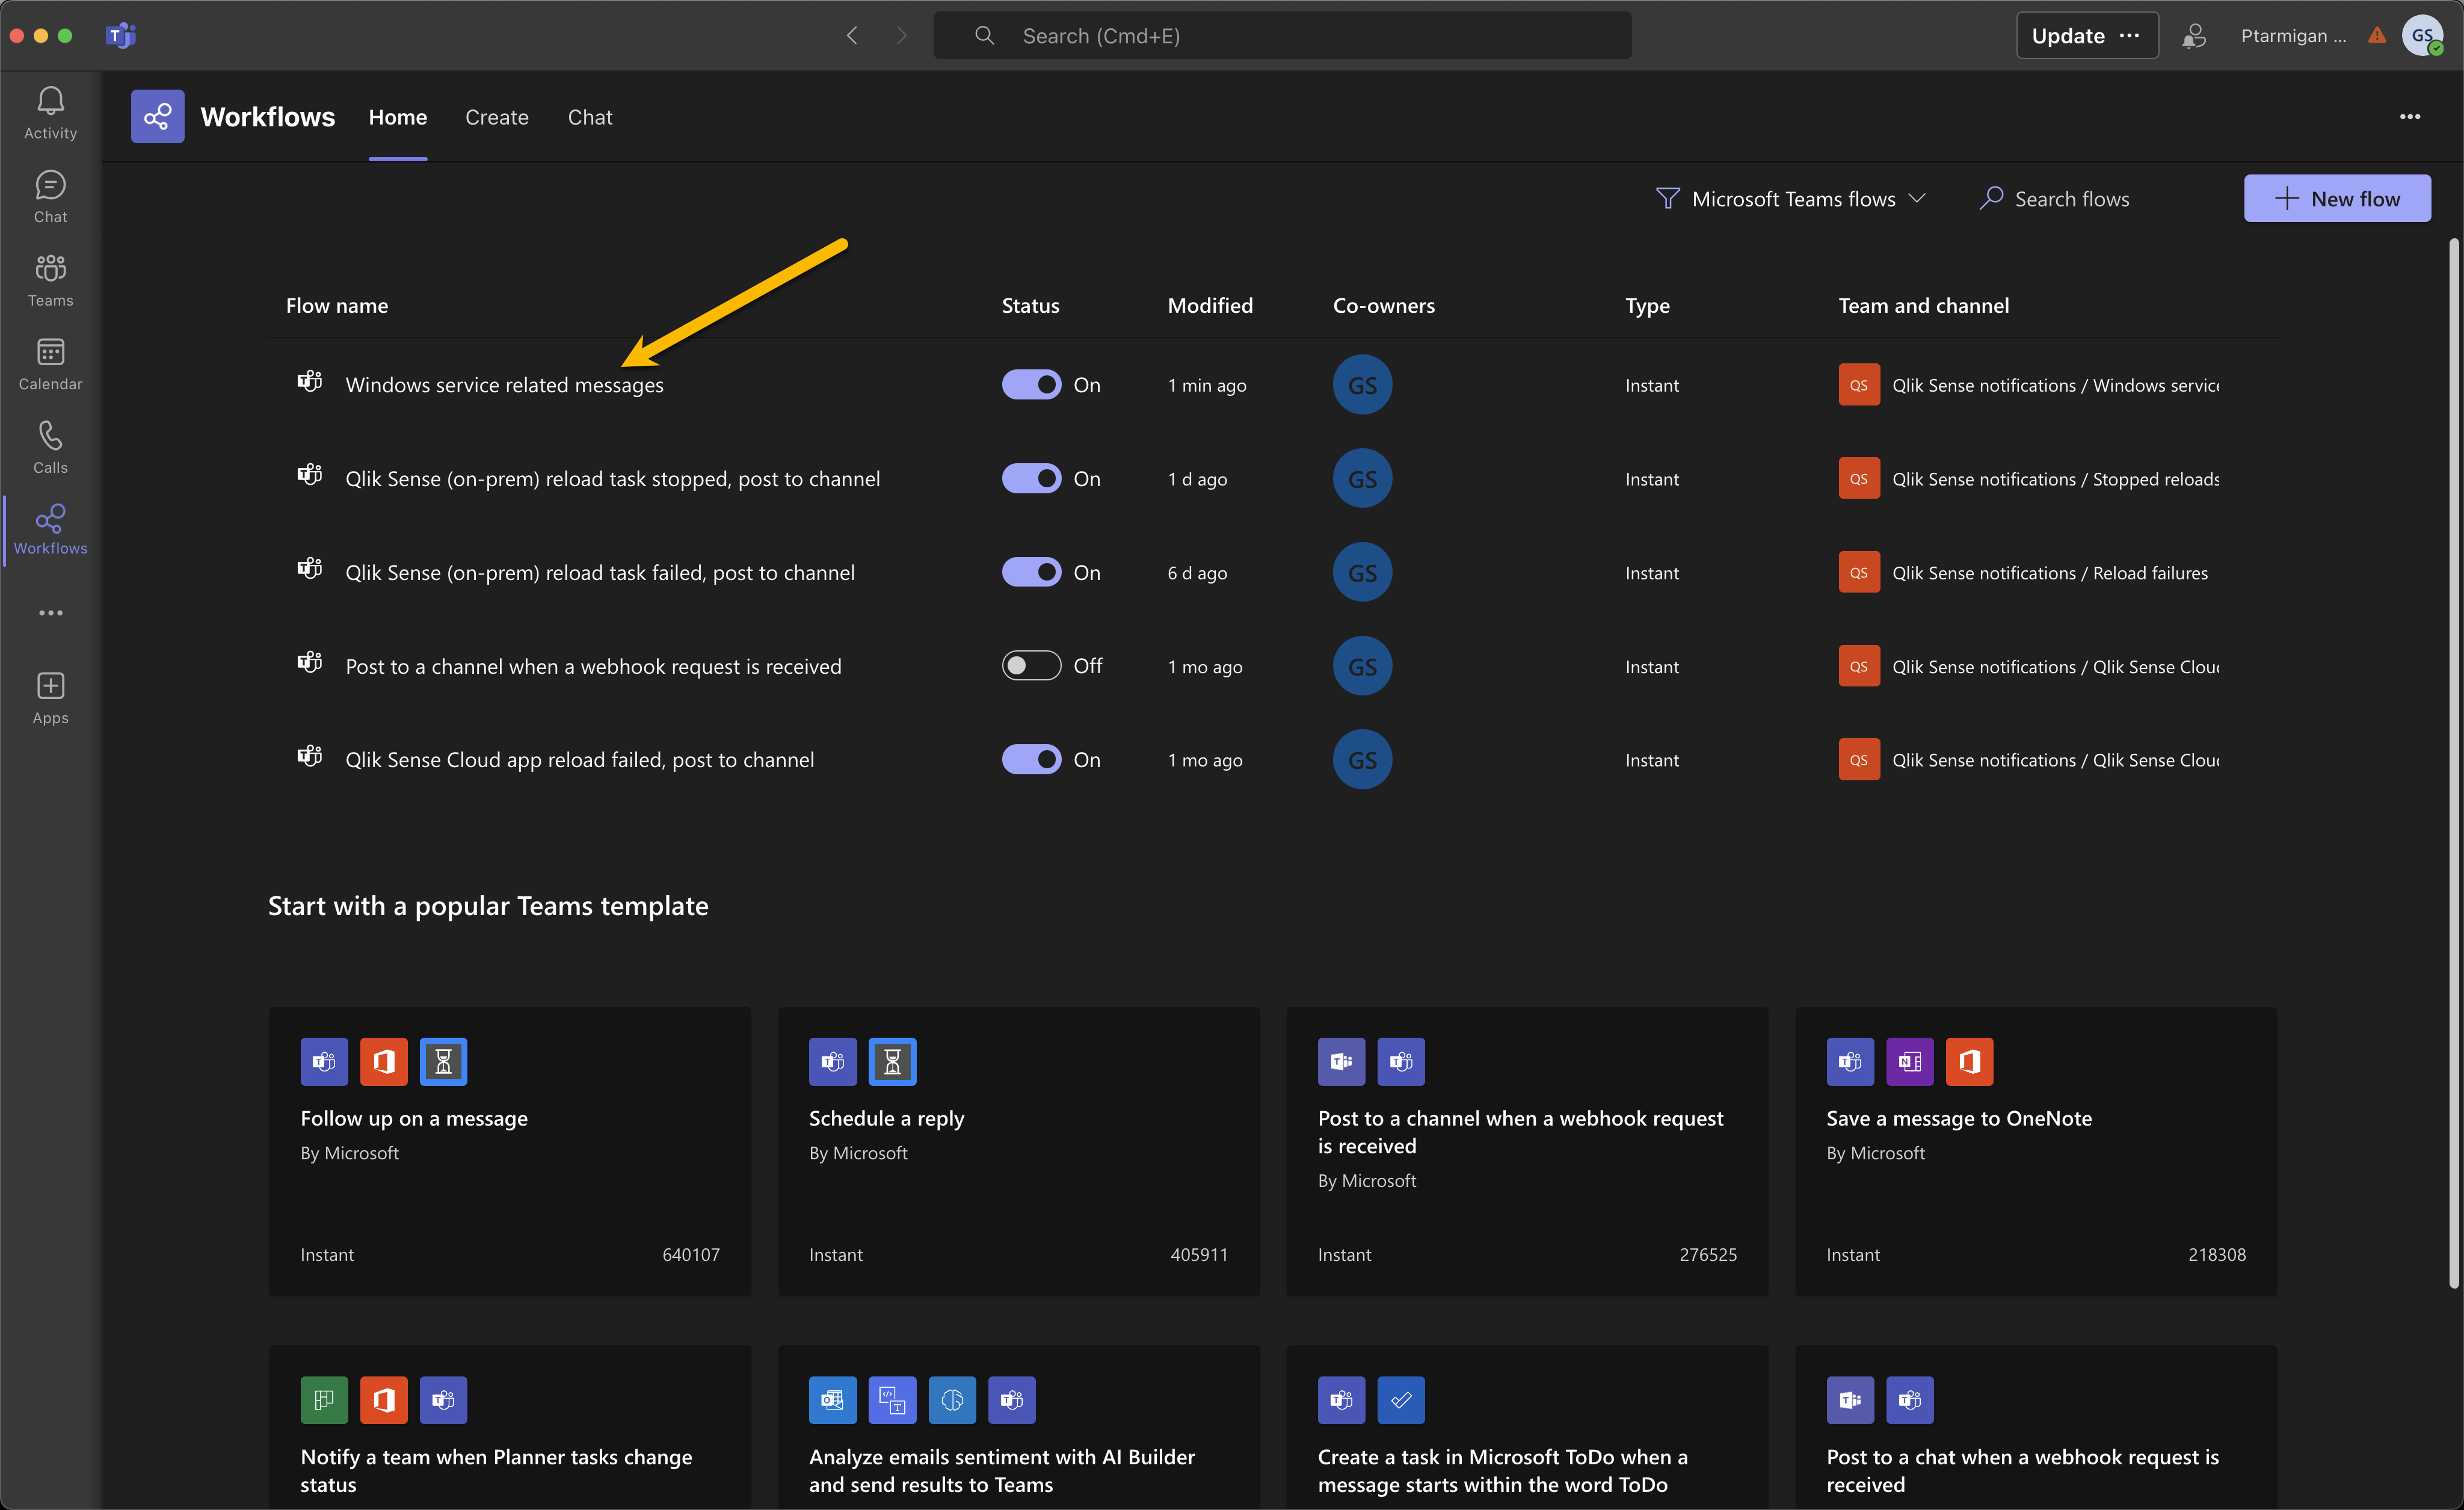 Search (Cmd+E)
Update
Ptarmigan ...
GS
Activity
Chat
Teams
Calendar
Calls
Workflows
Apps
Workflows
Home
Create
Chat
Microsoft Teams flows
Search flows
New flow
Flow name
Status
Modified
Co-owners
Type
Team and channel
Windows service related messages
On
1 min ago
GS
Instant
QS
Qlik Sense notifications / Windows service
Qlik Sense (on-prem) reload task stopped, post to channel
On
1 d ago
GS
Instant
QS
Qlik Sense notifications / Stopped reloads
Qlik Sense (on-prem) reload task failed, post to channel
On
6 d ago
GS
Instant
QS
Qlik Sense notifications / Reload failures
Post to a channel when a webhook request is received
Off
1 mo ago
GS
Instant
QS
Qlik Sense notifications / Qlik Sense Clou
Qlik Sense Cloud app reload failed, post to channel
On
1 mo ago
GS
Instant
QS
Qlik Sense notifications / Qlik Sense Clou
Start with a popular Teams template
Follow up on a message
By Microsoft
Instant
640107
Schedule a reply
By Microsoft
Instant
405911
Post to a channel when a webhook request
is received
By Microsoft
Instant
276525
Save a message to OneNote
By Microsoft
Instant
218308
Notify a team when Planner tasks change
status
Analyze emails sentiment with AI Builder
and send results to Teams
Create a task in Microsoft ToDo when a
message starts within the word ToDo
Post to a chat when a webhook request is
received